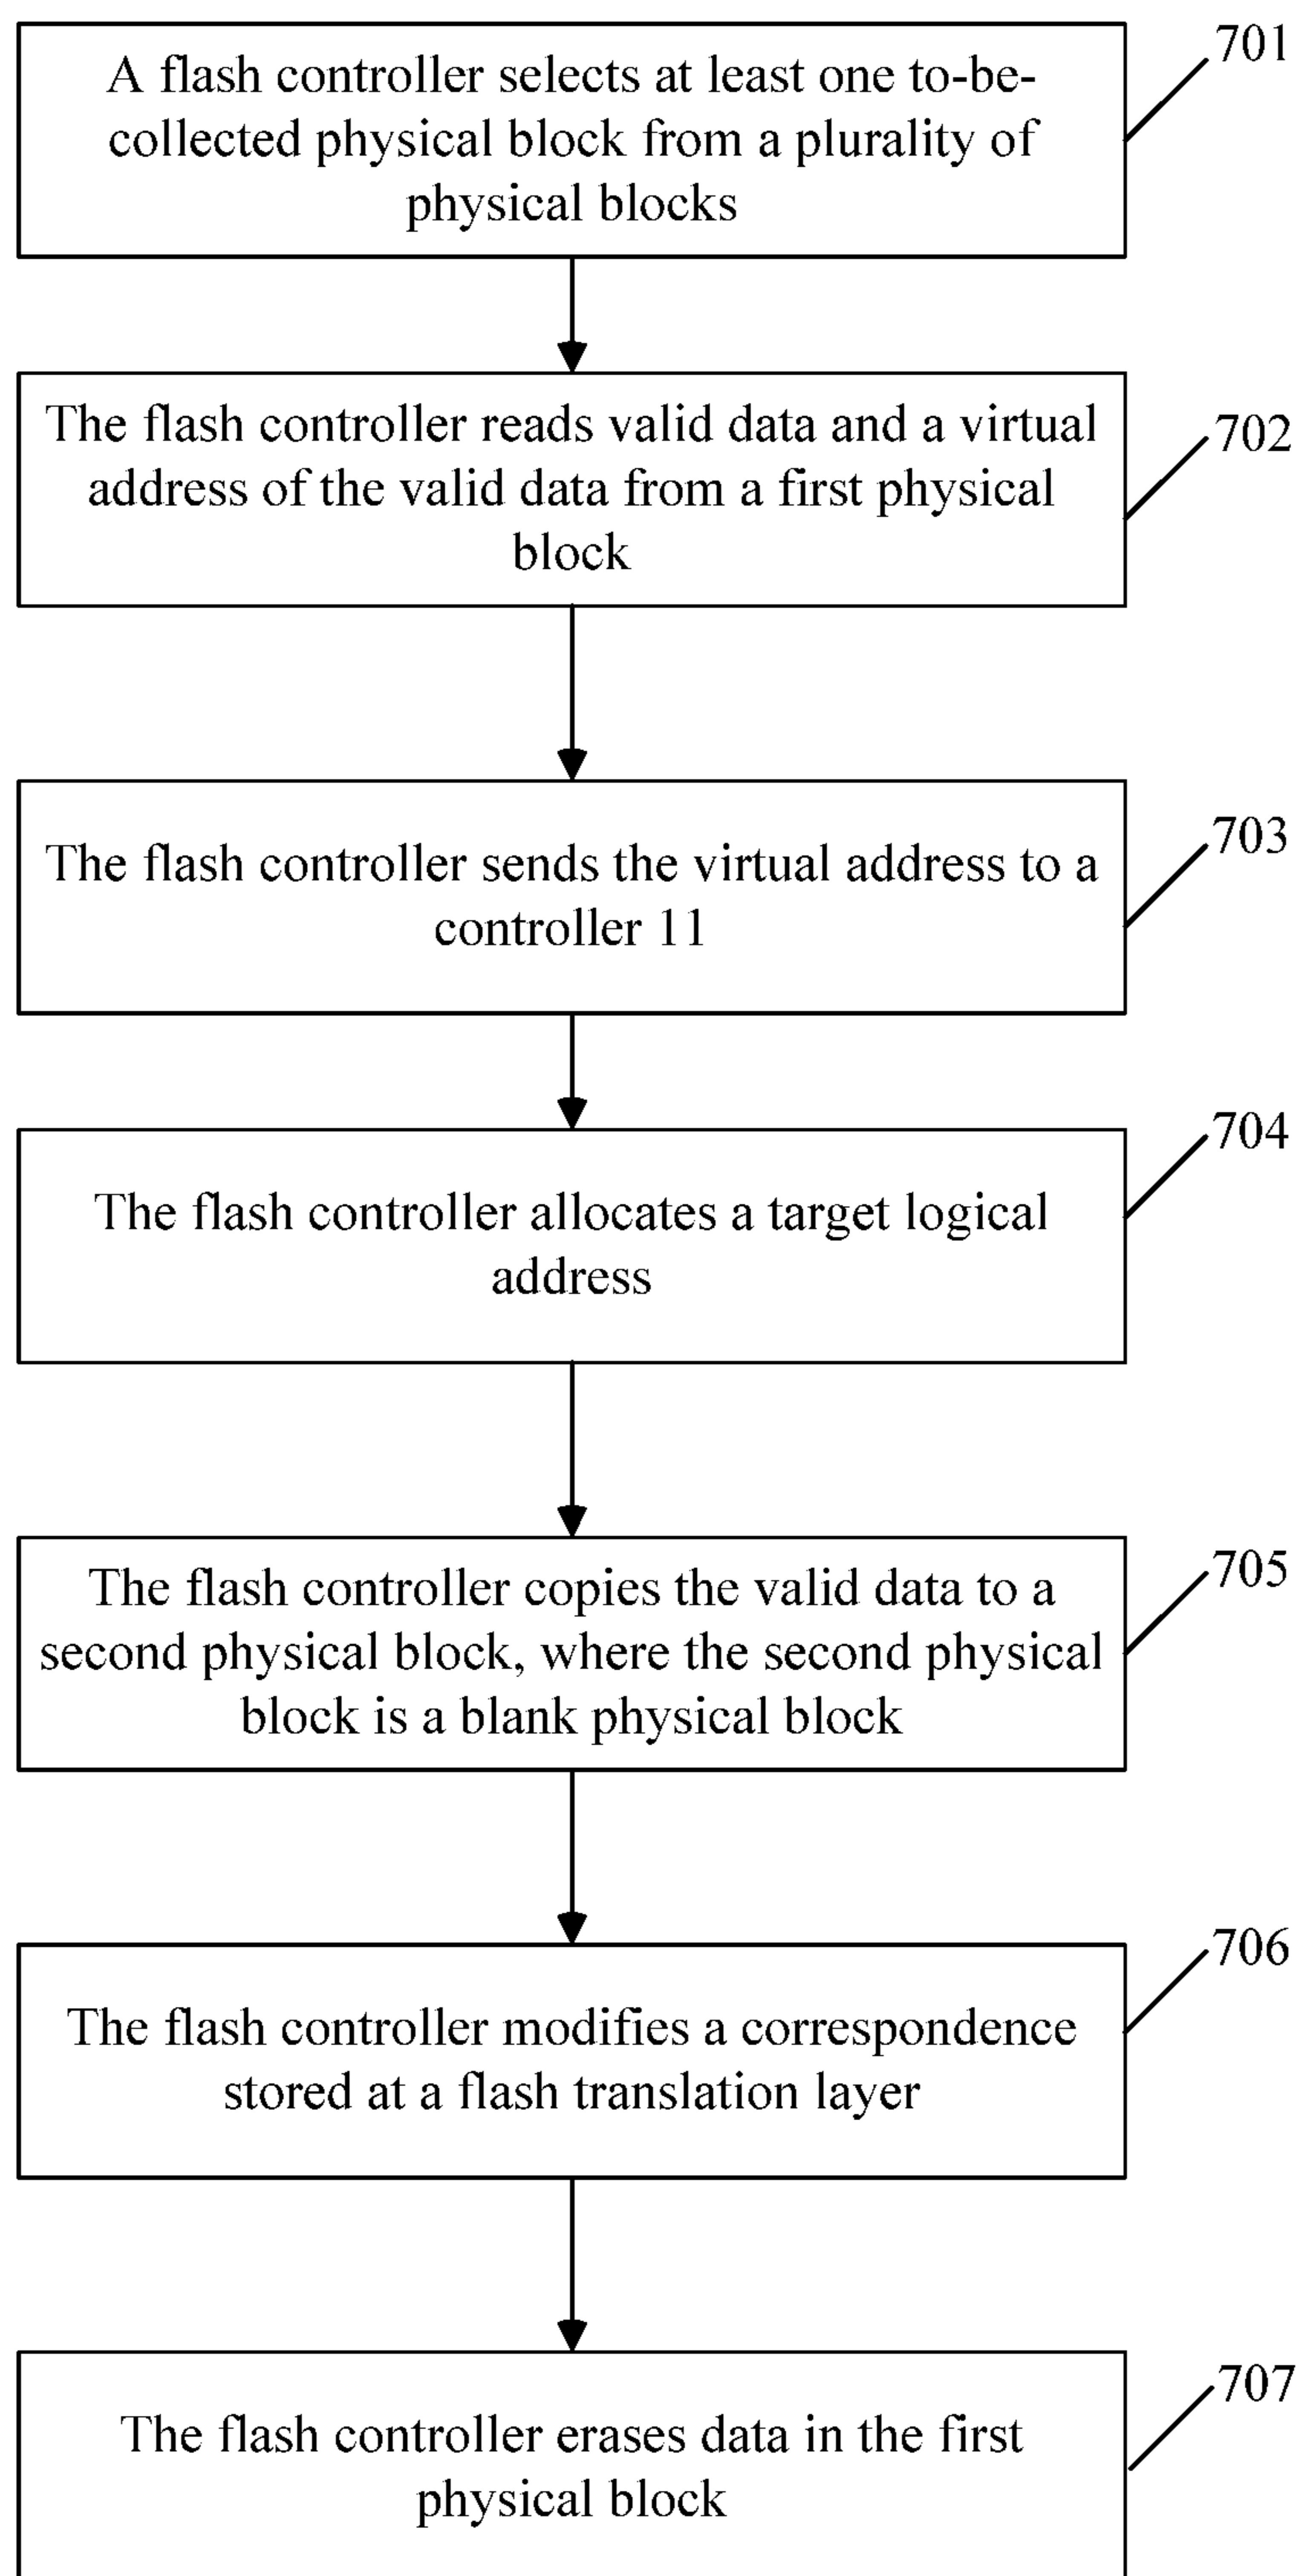 A flash controller selects at least one to-be-
collected physical block from a plurality of
physical blocks
701
The flash controller reads valid data and a virtual
address of the valid data from a first physical
block
702
The flash controller sends the virtual address to a
controller 11
703
The flash controller allocates a target logical
address
704
The flash controller copies the valid data to a
second physical block, where the second physical
block is a blank physical block
705
The flash controller modifies a correspondence
stored at a flash translation layer
706
The flash controller erases data in the first
physical block
707